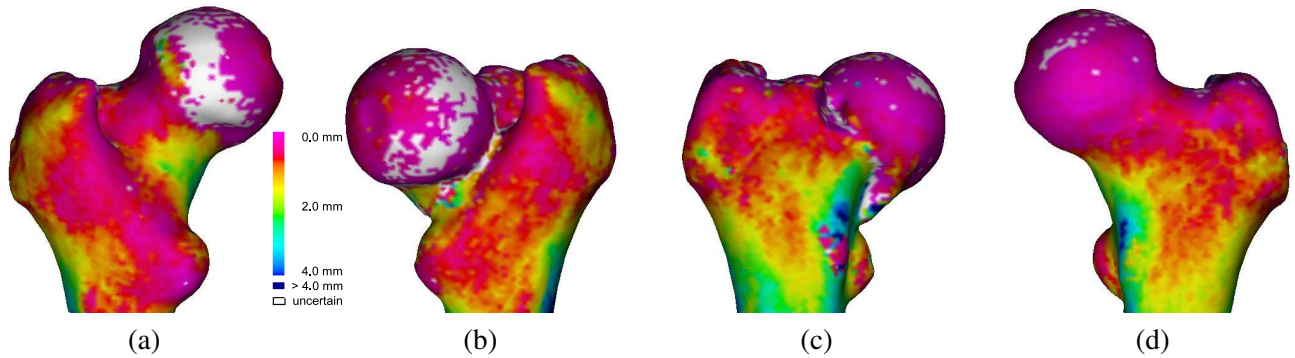 0.0 mm
2.0 mm
4.0 mm
> 4.0 mm
uncertain
(a)
(b)
(c)
(d)